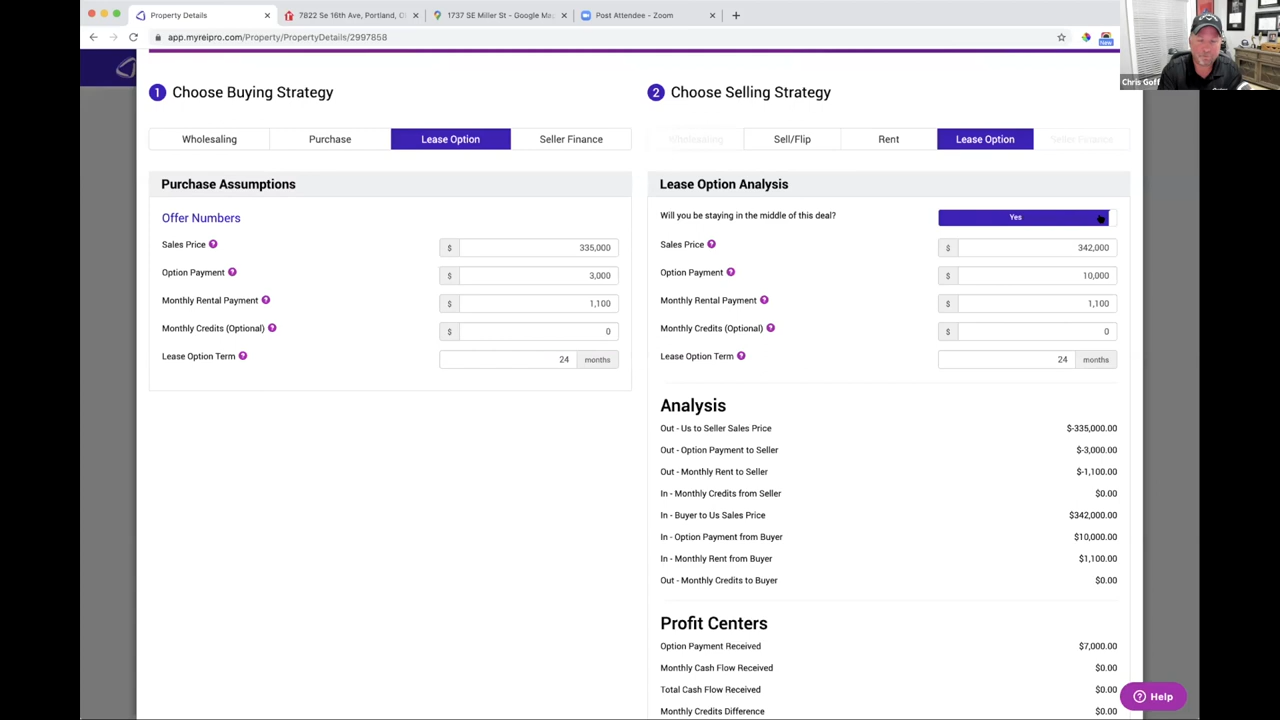 Property Details
7822 Se 16th Ave, Portland, O
1737 SE Miller St - Google Ma
Post Attendee - Zoom
app.myreipro.com/Property/PropertyDetails/2997858
New
Chris Goff
1 Choose Buying Strategy
Wholesaling Purchase Lease Option Seller Finance
Purchase Assumptions
Offer Numbers
Sales Price ? $ 335,000
Option Payment ? $ 3,000
Monthly Rental Payment ? $ 1,100
Monthly Credits (Optional) ? $ 0
Lease Option Term ? 24 months
2 Choose Selling Strategy
Wholesaling Sell/Flip Rent Lease Option Seller Finance
Lease Option Analysis
Will you be staying in the middle of this deal? Yes
Sales Price ? $ 342,000
Option Payment ? $ 10,000
Monthly Rental Payment ? $ 1,100
Monthly Credits (Optional) ? $ 0
Lease Option Term ? 24 months
Analysis
Out - Us to Seller Sales Price $-335,000.00
Out - Option Payment to Seller $-3,000.00
Out - Monthly Rent to Seller $-1,100.00
In - Monthly Credits from Seller $0.00
In - Buyer to Us Sales Price $342,000.00
In - Option Payment from Buyer $10,000.00
In - Monthly Rent from Buyer $1,100.00
Out - Monthly Credits to Buyer $0.00
Profit Centers
Option Payment Received $7,000.00
Monthly Cash Flow Received $0.00
Total Cash Flow Received $0.00
Monthly Credits Difference $0.00
? Help